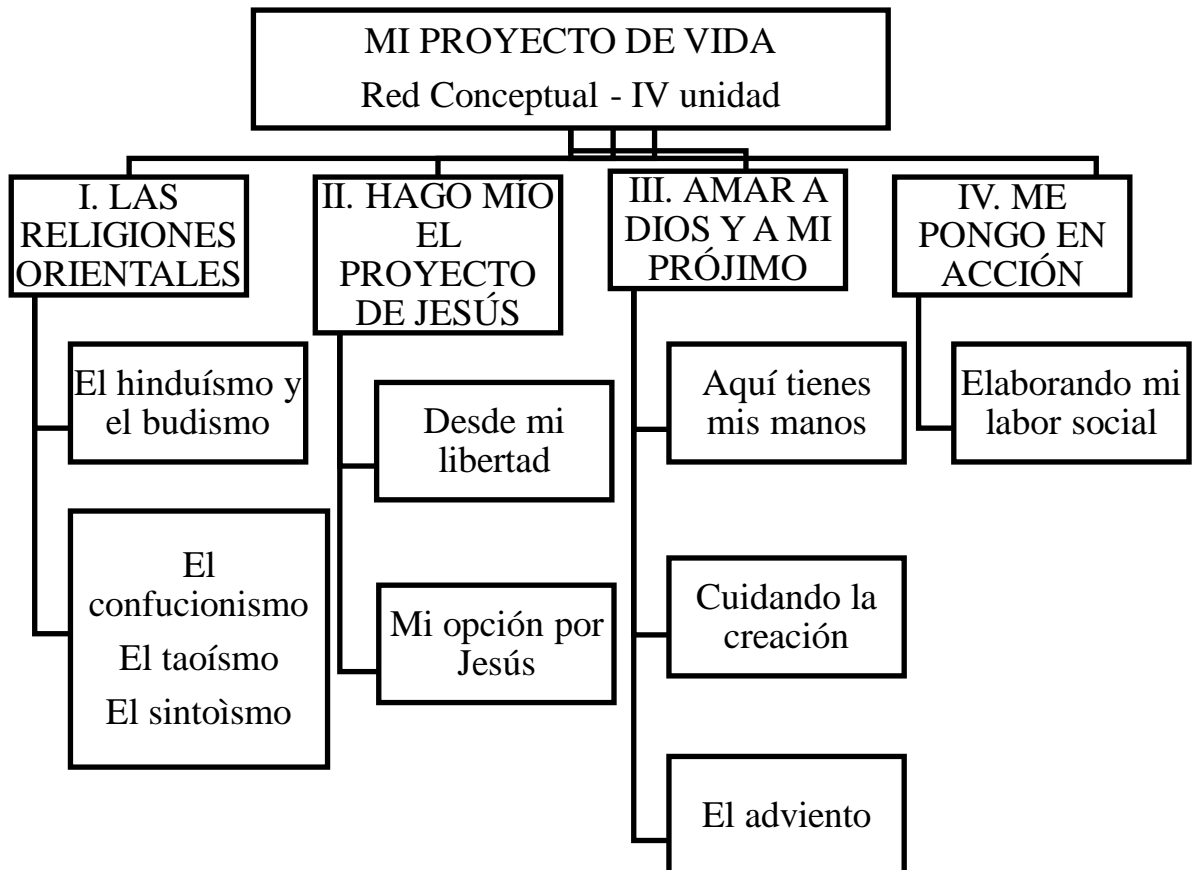 MI PROYECTO DE VIDA
Red Conceptual - IV unidad
I. LAS
RELIGIONES
ORIENTALES
El hinduísmo y
el budismo
El
confucionismo
El taoísmo
El sintoìsmo
II. HAGO MÍO
EL
PROYECTO
DE JESÚS
Desde mi
libertad
Mi opción por
Jesús
III. AMAR A
DIOS Y A MI
PRÓJIMO
Aquí tienes
mis manos
Cuidando la
creación
El adviento
IV. ME
PONGO EN
ACCIÓN
Elaborando mi
labor social